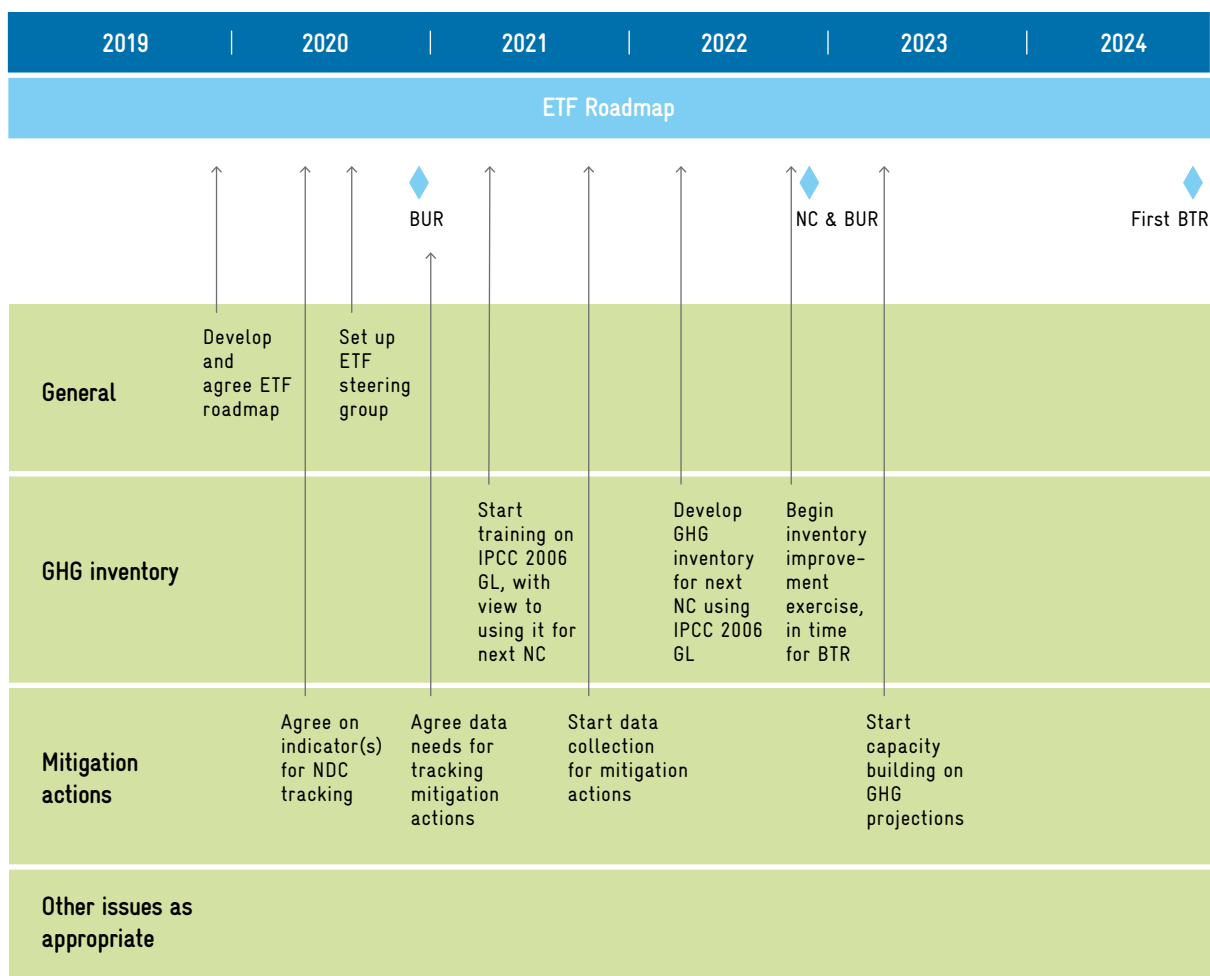 2019 | 2020 | 2021 | 2022 | 2023 | 2024
ETF Roadmap
BUR
NC & BUR
First BTR
General
Develop
and
agree ETF
roadmap
Set up
ETF
steering
group
GHG inventory
Start
training on
IPCC 2006
GL, with
view to
using it for
next NC
Develop
GHG
inventory
for next
NC using
IPCC 2006
GL
Begin
inventory
improve-
ment
exercise,
in time
for BTR
Mitigation
actions
Agree on
indicator(s)
for NDC
tracking
Agree data
needs for
tracking
mitigation
actions
Start data
collection
for mitigation
actions
Start
capacity
building on
GHG
projections
Other issues as
appropriate